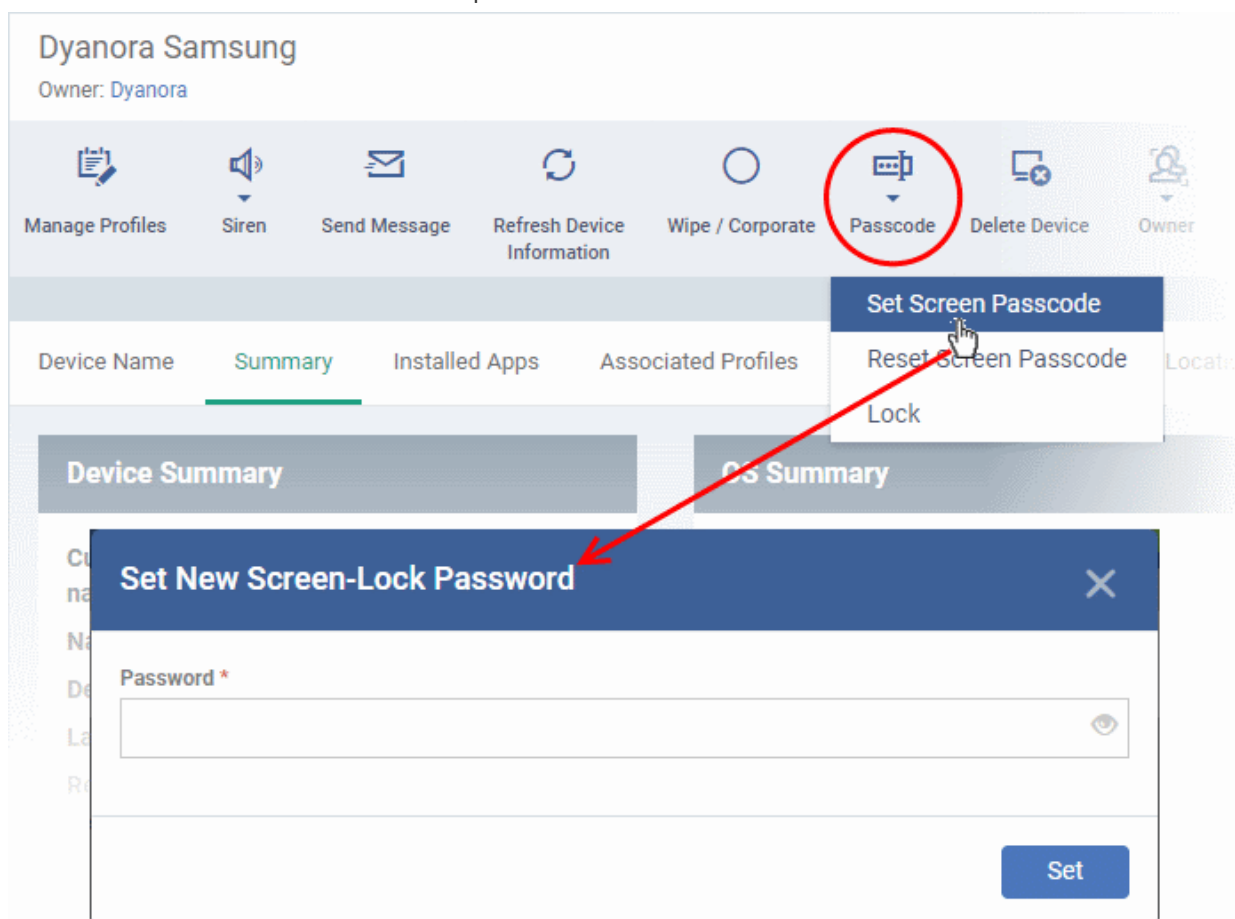 Dyanora Samsung
Owner: Dyanora
Manage Profiles
Siren
Send Message
Refresh Device
Information
Wipe / Corporate
Passcode
Delete Device
Owner
Set Screen Passcode
Reset Screen Passcode
Lock
Device Name
Summary
Installed Apps
Associated Profiles
Device Summary
OS Summary
Set New Screen-Lock Password
Password *
Set